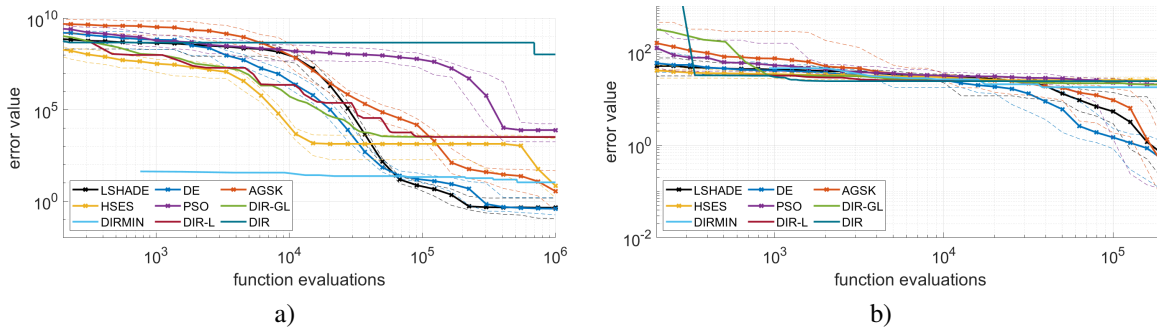 10^10
10^5
10^0
error value
LSHADE DE AGSK
HSES PSO DIR-GL
DIRMIN DIR-L DIR
10^3 10^4 10^5 10^6
function evaluations
a)
10^2
10^0
10^-2
error value
LSHADE DE AGSK
HSES PSO DIR-GL
DIRMIN DIR-L DIR
10^3 10^4 10^5
function evaluations
b)